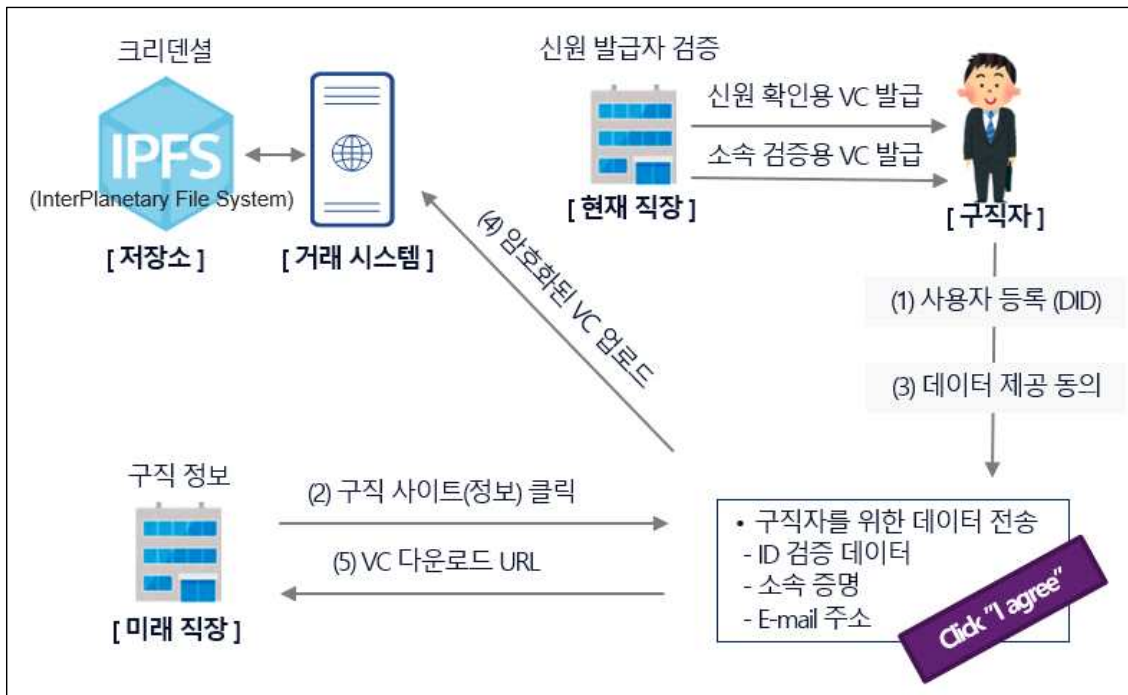 크리덴셜
IPFS
(InterPlanetary File System)
[ 저장소 ]
[ 거래 시스템 ]
신원 발급자 검증
[ 현재 직장 ]
신원 확인용 VC 발급
소속 검증용 VC 발급
[ 구직자 ]
(1) 사용자 등록 (DID)
(3) 데이터 제공 동의
(4) 암호화된 VC 업로드
구직 정보
[ 미래 직장 ]
(2) 구직 사이트(정보) 클릭
(5) VC 다운로드 URL
• 구직자를 위한 데이터 전송
- ID 검증 데이터
- 소속 증명
- E-mail 주소
Click "I agree"